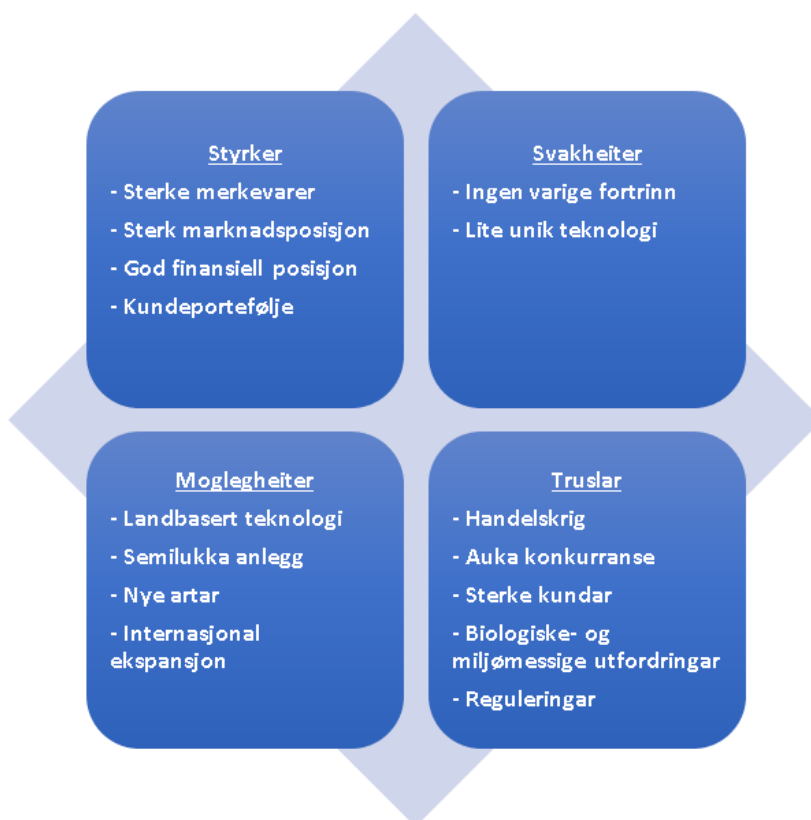 Styrker
- Sterke merkevarer
- Sterk marknadsposisjon
- God finansiell posisjon
- Kundeportefølje
Svakheiter
- Ingen varige fortrinn
- Lite unik teknologi
Moglegheiter
- Landbasert teknologi
- Semilukka anlegg
- Nye artar
- Internasjonal
ekspansjon
Truslar
- Handelskrig
- Auka konkurranse
- Sterke kundar
- Biologiske- og
miljømessige utfordringar
- Reguleringar